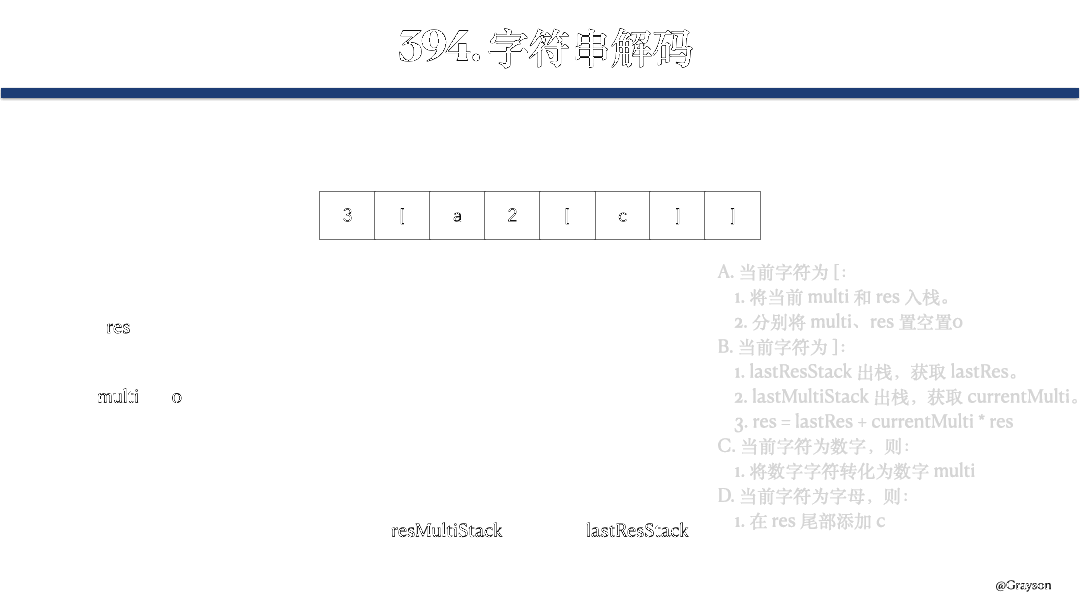 394. 字符串解码
3 [ a 2 [ c ] ]
A. 当前字符为 [：
1. 将当前 multi 和 res 入栈。
2. 分别将 multi、res 置空置0
B. 当前字符为 ]：
1. lastResStack 出栈，获取 lastRes。
2. lastMultiStack 出栈，获取 currentMulti。
3. res = lastRes + currentMulti * res
C. 当前字符为数字，则：
1. 将数字字符转化为数字 multi
D. 当前字符为字母，则：
1. 在 res 尾部添加 c
res
multi 0
resMultiStack lastResStack
@Grayson